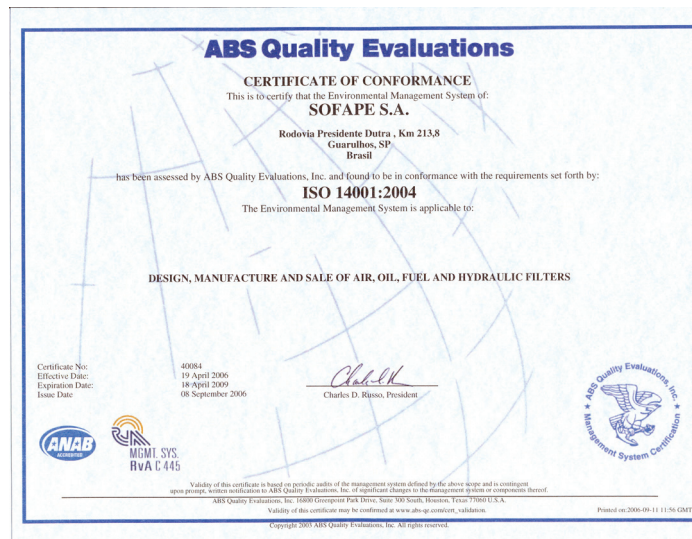 ABS Quality Evaluations
CERTIFICATE OF CONFORMANCE
This is to certify that the Environmental Management System of:
SOFAPE S.A.
Rodovia Presidente Dutra , Km 213,8
Guarulhos, SP
Brasil
has been assessed by ABS Quality Evaluations, Inc. and found to be in conformance with the requirements set forth by:
ISO 14001:2004
The Environmental Management System is applicable to:
DESIGN, MANUFACTURE AND SALE OF AIR, OIL, FUEL AND HYDRAULIC FILTERS
Certificate No: 40084
Effective Date: 19 April 2006
Expiration Date: 18 April 2009
Issue Date 08 September 2006
Charles D. Russo, President
ABS Quality Evaluations, Inc.
Management System Certification
ANAB
ACCREDITED
RvA
MGMT. SYS.
RvA C 445
Validity of this certificate is based on periodic audits of the management system defined by the above scope and is contingent
upon prompt, written notification to ABS Quality Evaluations, Inc. of significant changes to the management system or components thereof.
ABS Quality Evaluations, Inc. 16800 Greenspoint Park Drive, Suite 300 South, Houston, Texas 77060 U.S.A.
Validity of this certificate may be confirmed at www.abs-qe.com/cert_validation.
Printed on:2006-09-11 11:56 GMT
Copyright 2003 ABS Quality Evaluations, Inc. All rights reserved.